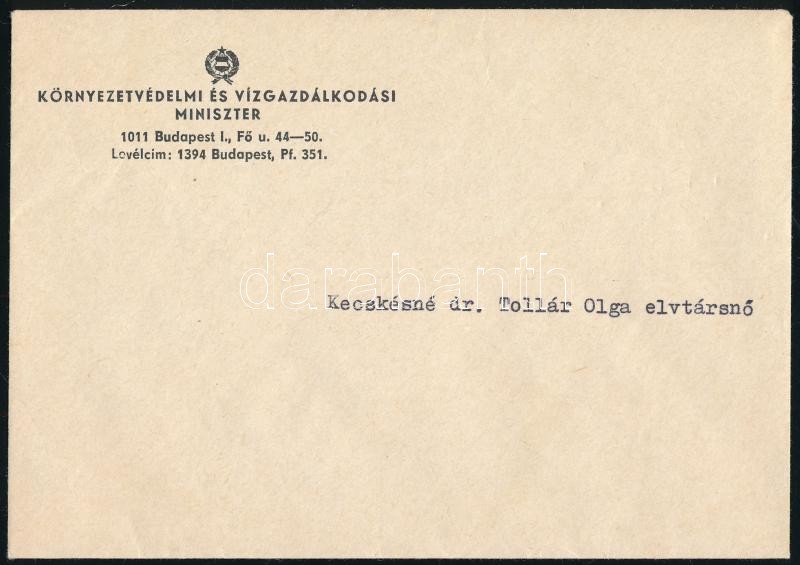 KÖRNYEZETVÉDELMI ÉS VÍZGAZDÁLKODÁSI
MINISZTER
1011 Budapest I., Fő u. 44—50.
Levélcím: 1394 Budapest, Pf. 351.
darabanth
Kecskésné dr. Tollár Olga elvtársnő